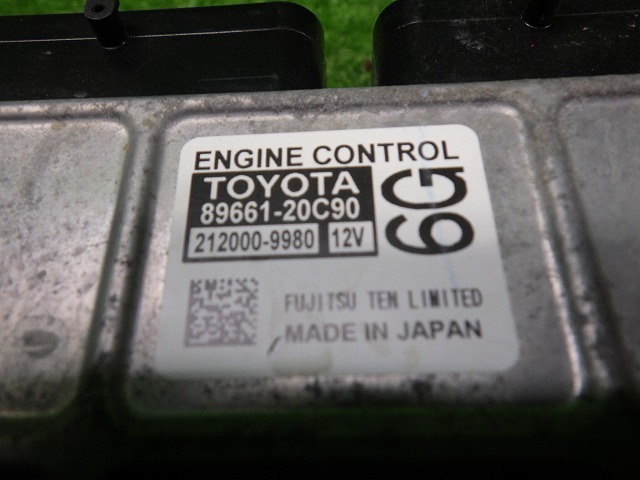 ENGINE CONTROL
TOYOTA
89661-20C90
212000-9980 12V
6G
FUJITSU TEN LIMITED
MADE IN JAPAN